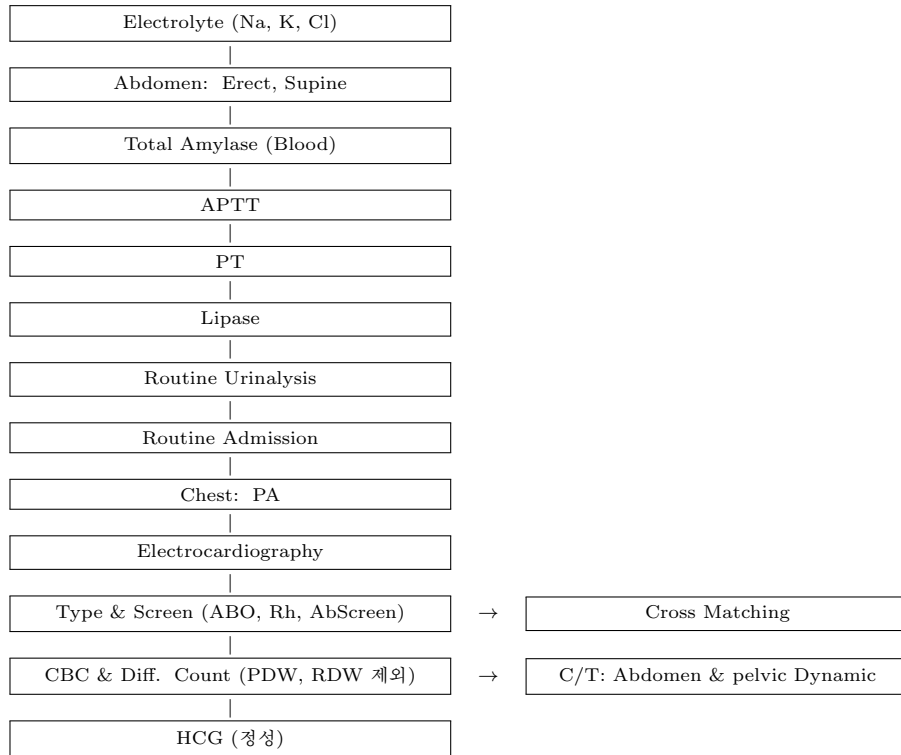 Electrolyte (Na, K, Cl)
Abdomen: Erect, Supine
Total Amylase (Blood)
APTT
PT
Lipase
Routine Urinalysis
Routine Admission
Chest: PA
Electrocardiography
Type & Screen (ABO, Rh, AbScreen) → Cross Matching
CBC & Diff. Count (PDW, RDW 제외) → C/T: Abdomen & pelvic Dynamic
HCG (정성)